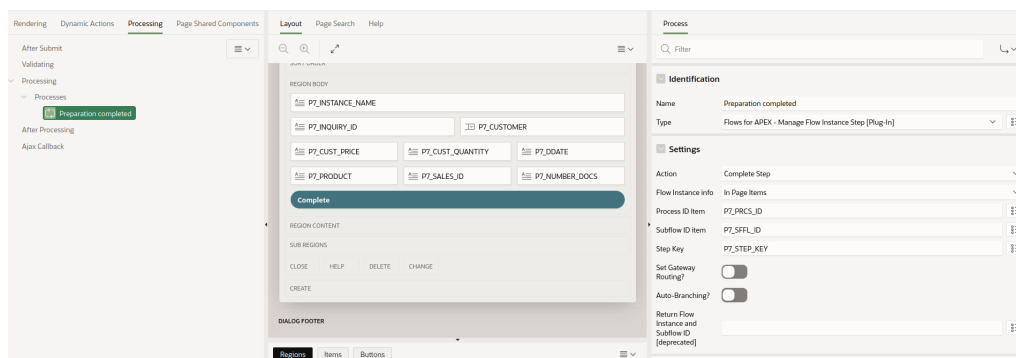 Rendering Dynamic Actions Processing Page Shared Components
After Submit
Validating
Processing
Processes
Preparation completed
After Processing
Ajax Callback
Layout Page Search Help
SORT ORDER
REGION BODY
P7_INSTANCE_NAME
P7_INQUIRY_ID P7_CUSTOMER
P7_CUST_PRICE P7_CUST_QUANTITY P7_DDATE
P7_PRODUCT P7_SALES_ID P7_NUMBER_DOCS
Complete
REGION CONTENT
SUB REGIONS
CLOSE HELP DELETE CHANGE
CREATE
DIALOG FOOTER
Regions Items Buttons
Process
Filter
Identification
Name Preparation completed
Type Flows for APEX - Manage Flow Instance Step [Plug-In]
Settings
Action Complete Step
Flow Instance info In Page Items
Process ID Item P7_PRCS_ID
Subflow ID item P7_SFFL_ID
Step Key P7_STEP_KEY
Set Gateway
Routing?
Auto-Branching?
Return Flow
Instance and
Subflow ID
[deprecated]